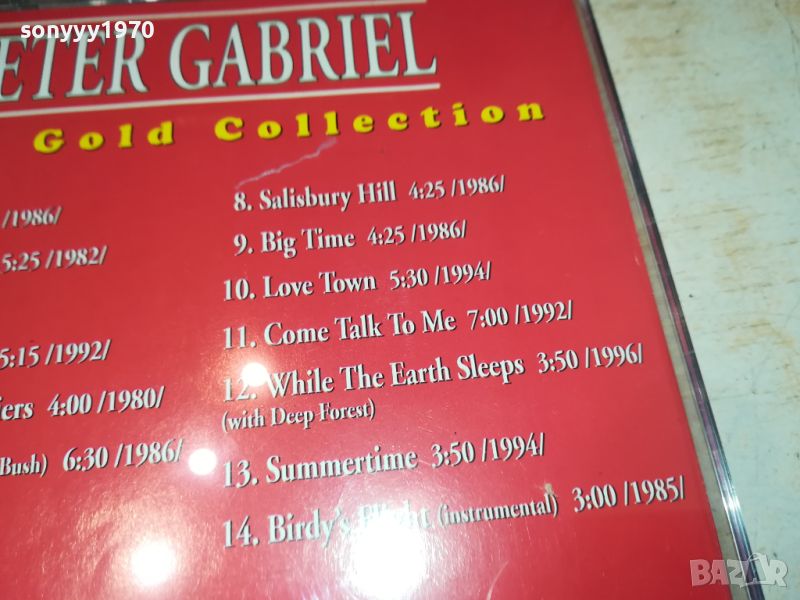 sonyyy1970
ETER GABRIEL
Gold Collection
/1986/
5:25 /1982/
5:15 /1992/
iers 4:00 /1980/
Bush) 6:30 /1986/
8. Salisbury Hill 4:25 /1986/
9. Big Time 4:25 /1986/
10. Love Town 5:30 /1994/
11. Come Talk To Me 7:00 /1992/
12. While The Earth Sleeps 3:50 /1996/
(with Deep Forest)
13. Summertime 3:50 /1994/
14. Birdy's Flight (instrumental) 3:00 /1985/
BAZAR